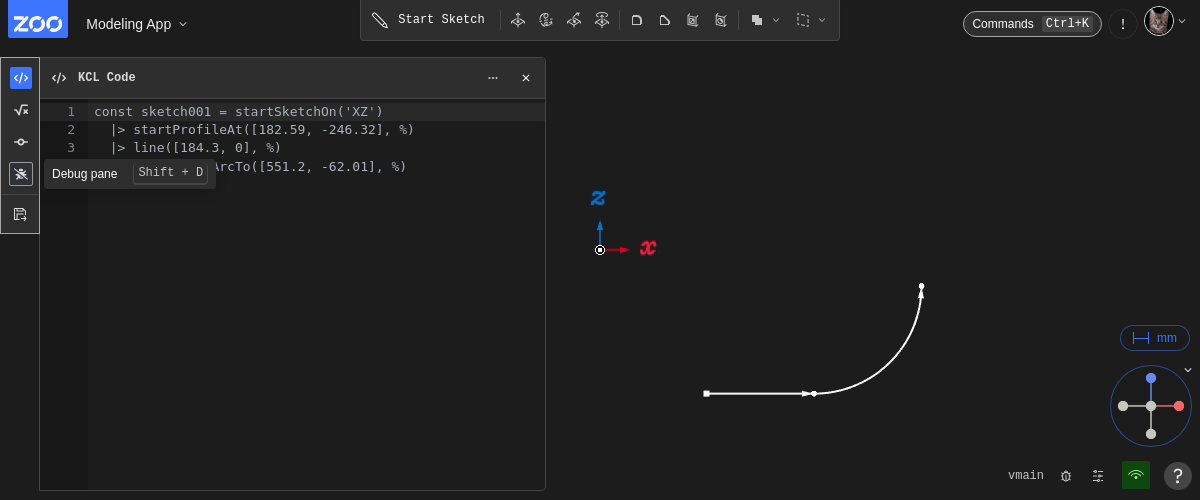 ZOO
Modeling App
Start Sketch
Commands Ctrl+K
!
KCL Code
1 const sketch001 = startSketchOn('XZ')
2 |> startProfileAt([182.59, -246.32], %)
3 |> line([184.3, 0], %)
ArcTo([551.2, -62.01], %)
Debug pane Shift + D
z
x
mm
vmain
?